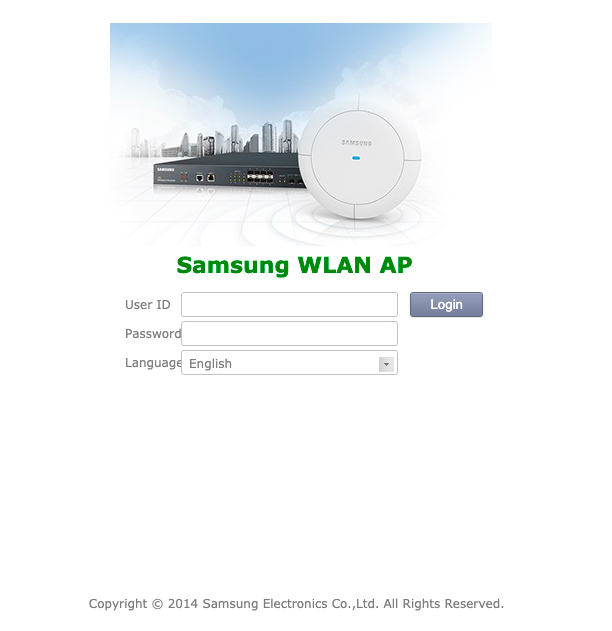 SAMSUNG
SAMSUNG
Samsung WLAN AP
User ID
Login
Password
Language
English
Copyright © 2014 Samsung Electronics Co.,Ltd. All Rights Reserved.